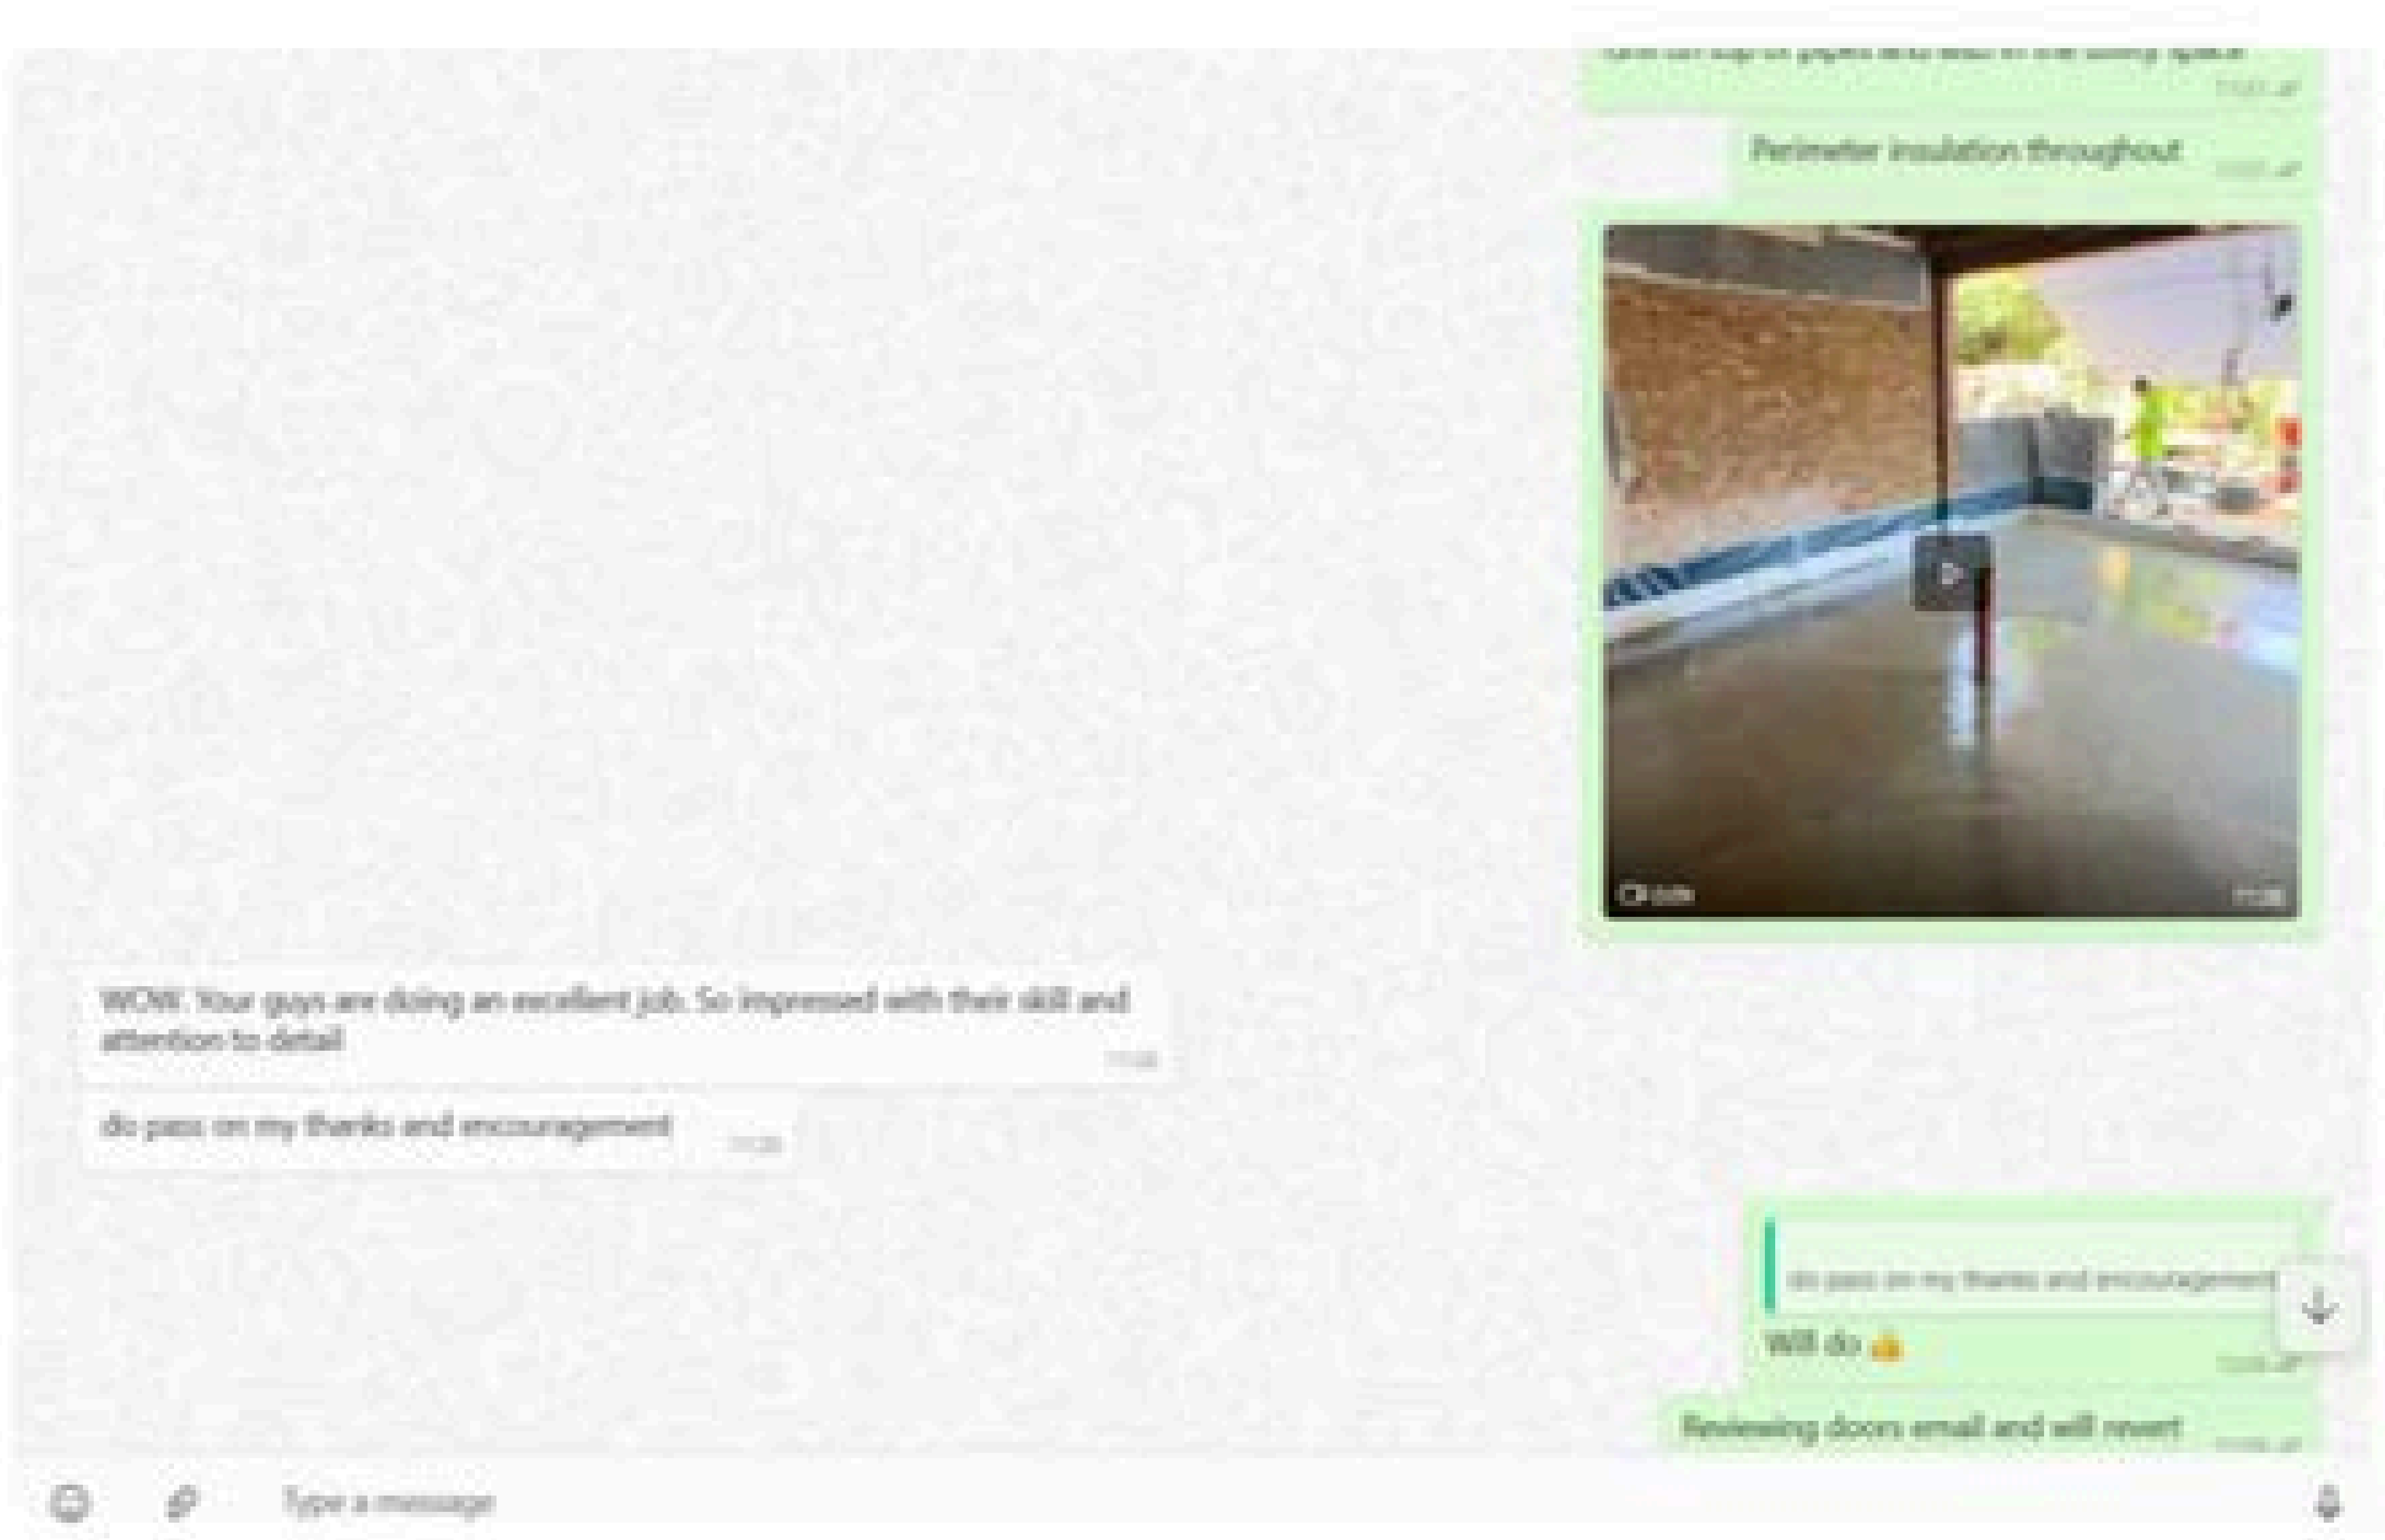 Perimeter insulation throughout
WOW. Your guys are doing an excellent job. So impressed with their skill and
attention to detail
do pass on my thanks and encouragement
do pass on my thanks and encouragement
Will do 👍
Reviewing doors email and will revert
Type a message